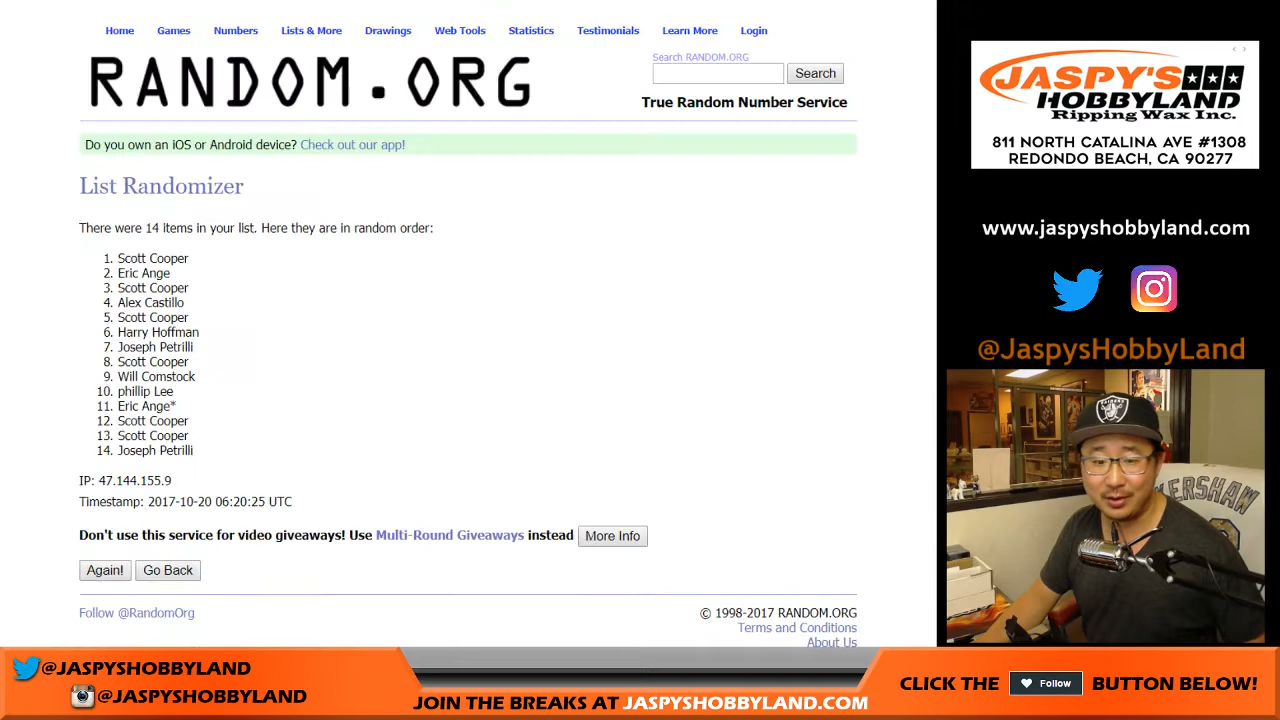 Home Games Numbers Lists & More Drawings Web Tools Statistics Testimonials Learn More Login
RANDOM.ORG
Search RANDOM.ORG
Search
True Random Number Service
Do you own an iOS or Android device? Check out our app!
List Randomizer
There were 14 items in your list. Here they are in random order:
1. Scott Cooper
2. Eric Ange
3. Scott Cooper
4. Alex Castillo
5. Scott Cooper
6. Harry Hoffman
7. Joseph Petrilli
8. Scott Cooper
9. Will Comstock
10. phillip Lee
11. Eric Ange*
12. Scott Cooper
13. Scott Cooper
14. Joseph Petrilli
IP: 47.144.155.9
Timestamp: 2017-10-20 06:20:25 UTC
Don't use this service for video giveaways! Use Multi-Round Giveaways instead More Info
Again! Go Back
Follow @RandomOrg
© 1998-2017 RANDOM.ORG
Terms and Conditions
About Us
JASPY'S
HOBBYLAND
Ripping Wax Inc.
811 NORTH CATALINA AVE #1308
REDONDO BEACH, CA 90277
www.jaspyshobbyland.com
@JaspysHobbyLand
KERSHAW
@JASPYSHOBBYLAND
@JASPYSHOBBYLAND
JOIN THE BREAKS AT JASPYSHOBBYLAND.COM
CLICK THE Follow BUTTON BELOW!